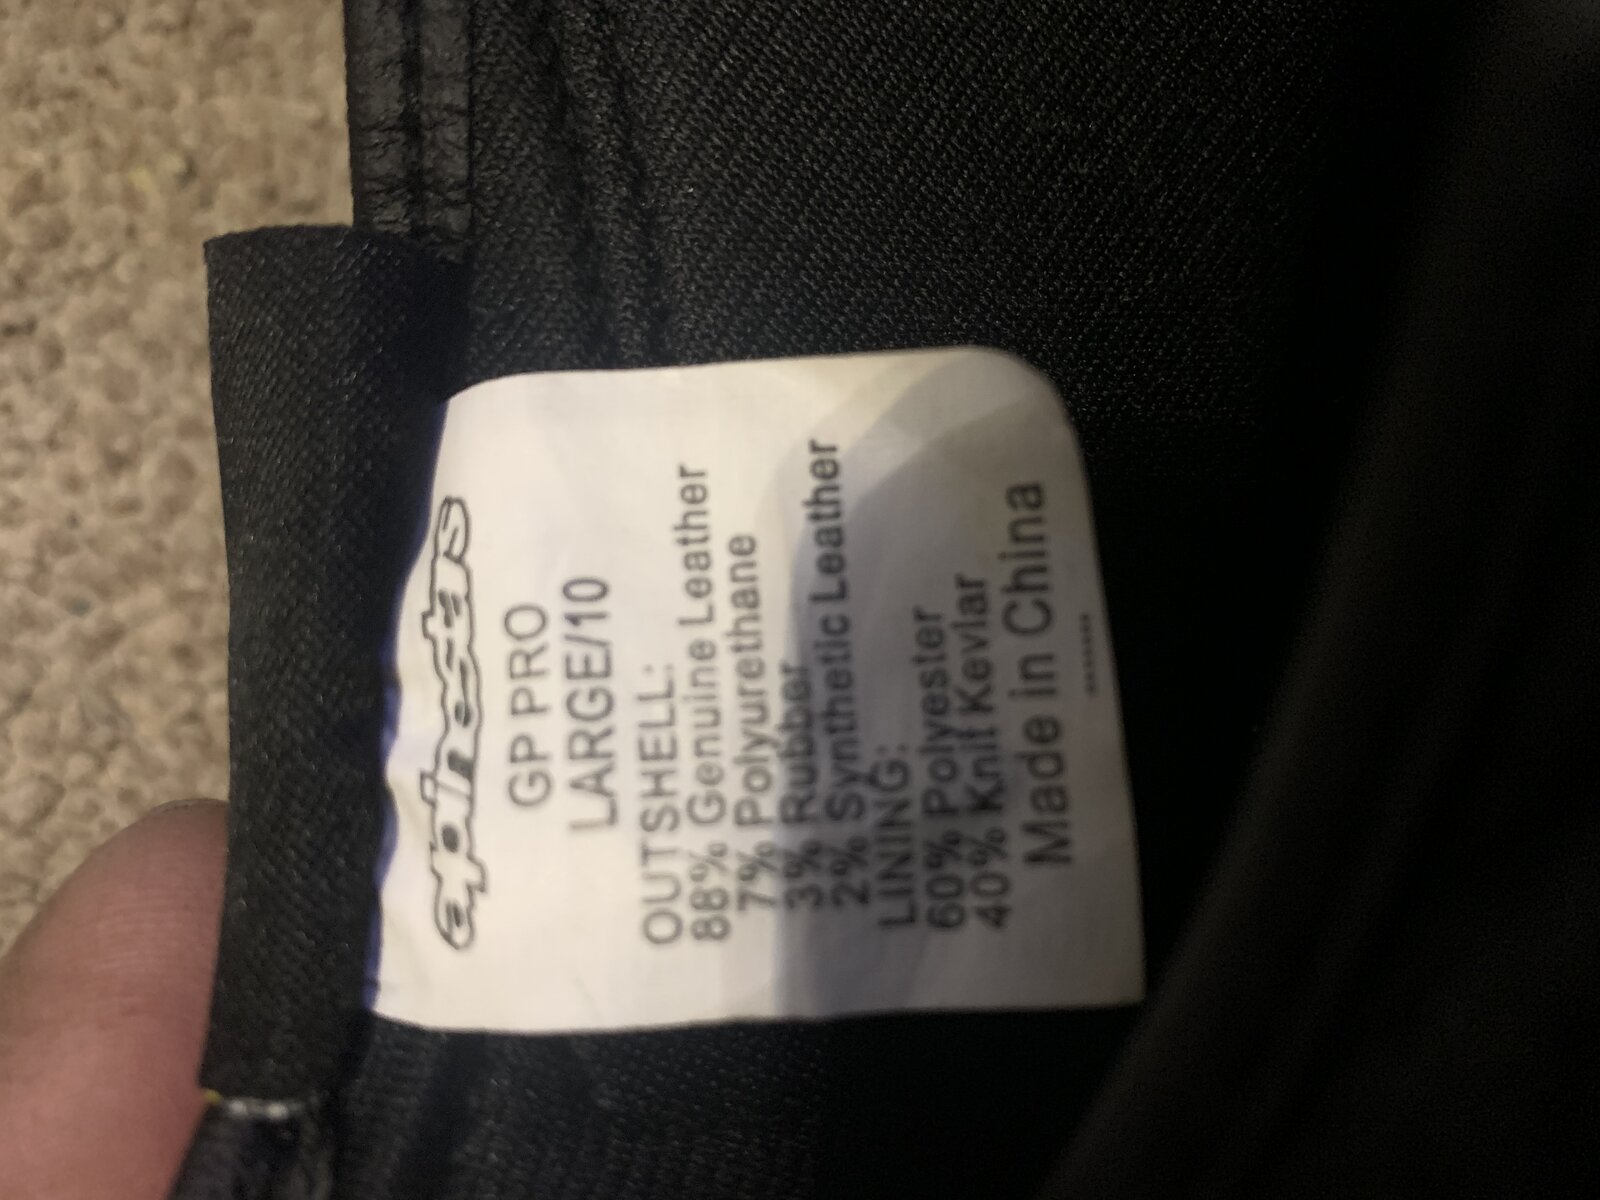 alpinestars
GP PRO
LARGE/10
OUTSHELL:
88% Genuine Leather
7% Polyurethane
3% Rubber
2% Synthetic Leather
LINING:
60% Polyester
40% Knit Kevlar
Made in China